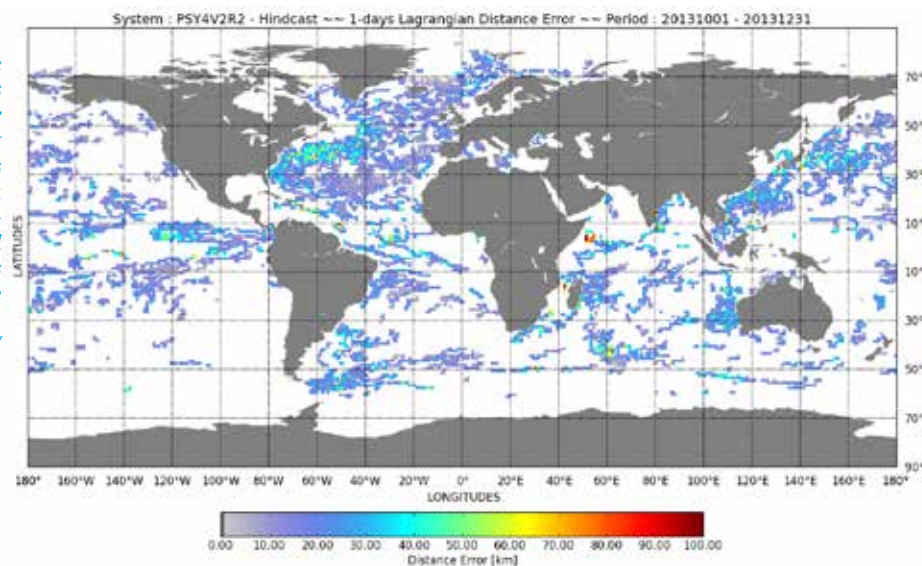 System : PSY4V2R2 - Hindcast ~~ 1-days Lagrangian Distance Error ~~ Period : 20131001 - 20131231
70°
50°
30°
10°
10°
30°
50°
70°
90°
LATITUDES
180° 160°W 140°W 120°W 100°W 80°W 60°W 40°W 20°W 0° 20°E 40°E 60°E 80°E 100°E 120°E 140°E 160°E 180°
LONGITUDES
0.00 10.00 20.00 30.00 40.00 50.00 60.00 70.00 80.00 90.00 100.00
Distance Error [km]